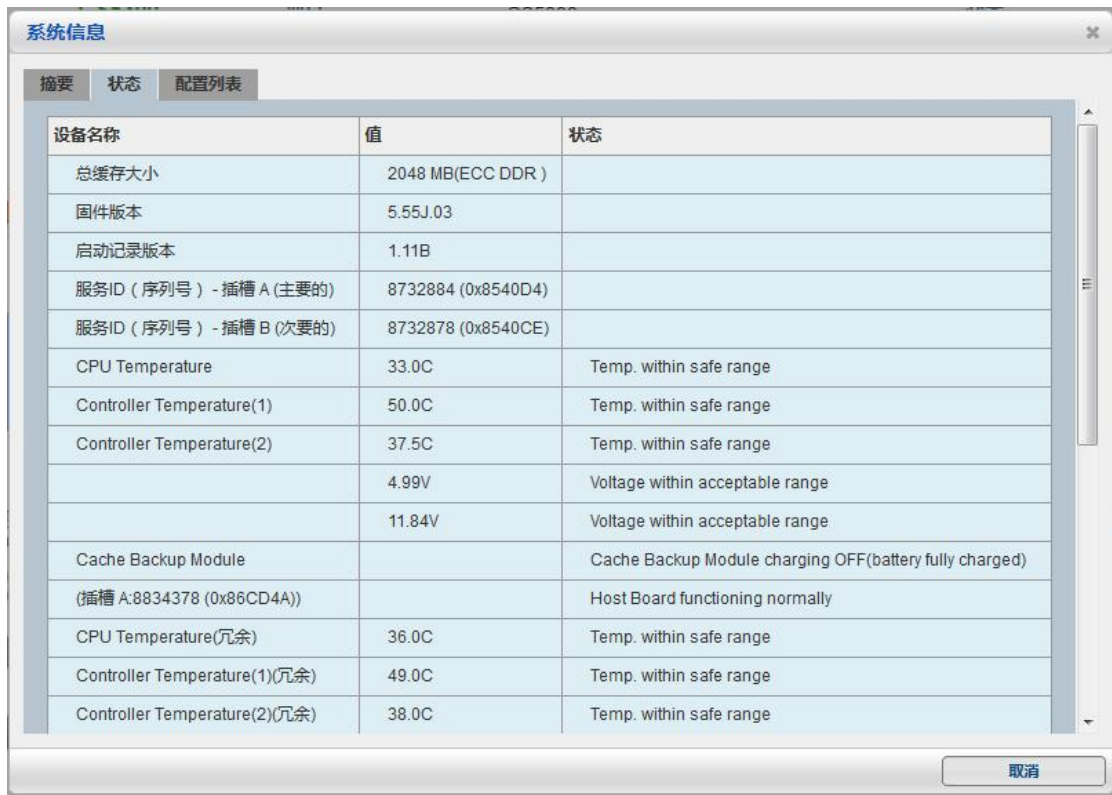 系统信息
摘要 状态 配置列表
设备名称 值 状态
总缓存大小 2048 MB(ECC DDR )
固件版本 5.55J.03
启动记录版本 1.11B
服务ID（序列号）-插槽 A (主要的) 8732884 (0x8540D4)
服务ID（序列号）-插槽 B (次要的) 8732878 (0x8540CE)
CPU Temperature 33.0C Temp. within safe range
Controller Temperature(1) 50.0C Temp. within safe range
Controller Temperature(2) 37.5C Temp. within safe range
4.99V Voltage within acceptable range
11.84V Voltage within acceptable range
Cache Backup Module Cache Backup Module charging OFF(battery fully charged)
(插槽 A:8834378 (0x86CD4A)) Host Board functioning normally
CPU Temperature(冗余) 36.0C Temp. within safe range
Controller Temperature(1)(冗余) 49.0C Temp. within safe range
Controller Temperature(2)(冗余) 38.0C Temp. within safe range
取消